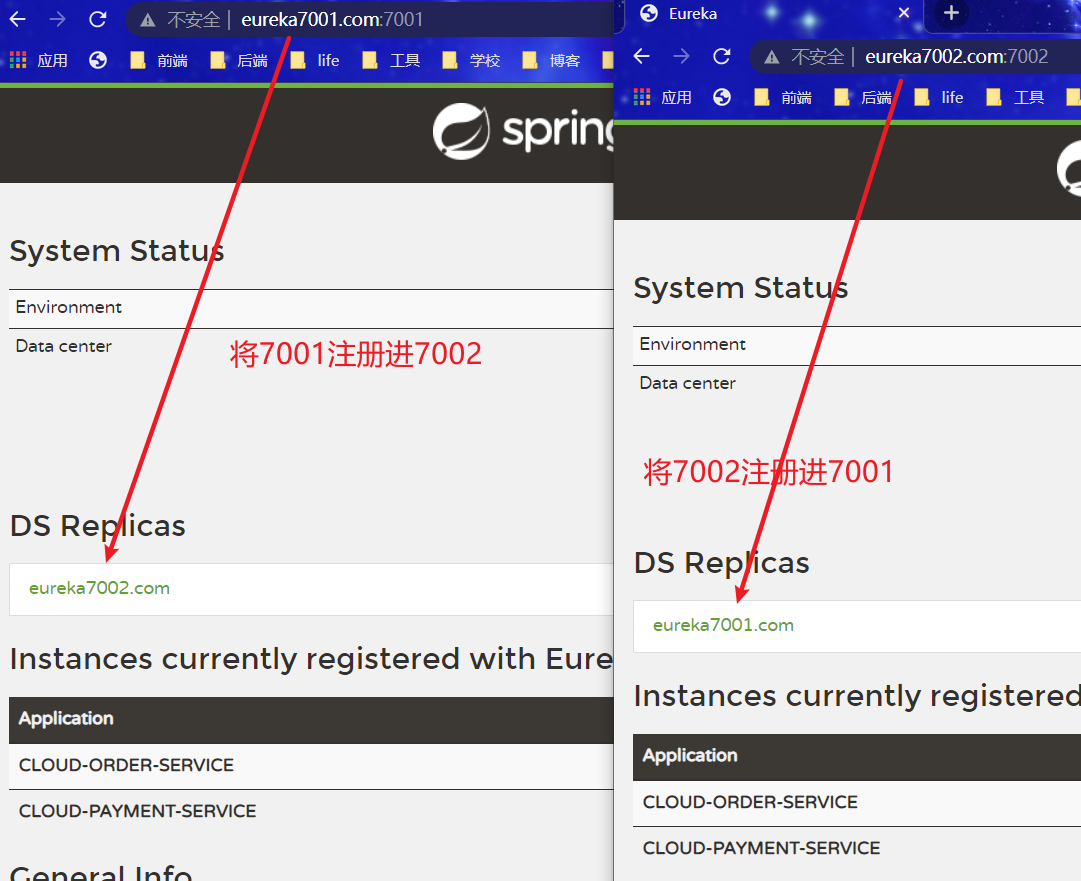 不安全 | eureka7001.com:7001
应用 前端 后端 life 工具 学校 博客
spring
System Status
Environment
Data center
将7001注册进7002
DS Replicas
eureka7002.com
Instances currently registered with Eure
Application
CLOUD-ORDER-SERVICE
CLOUD-PAYMENT-SERVICE
General Info
Eureka
不安全 | eureka7002.com:7002
应用 前端 后端 life 工具
System Status
Environment
Data center
将7002注册进7001
DS Replicas
eureka7001.com
Instances currently registered
Application
CLOUD-ORDER-SERVICE
CLOUD-PAYMENT-SERVICE